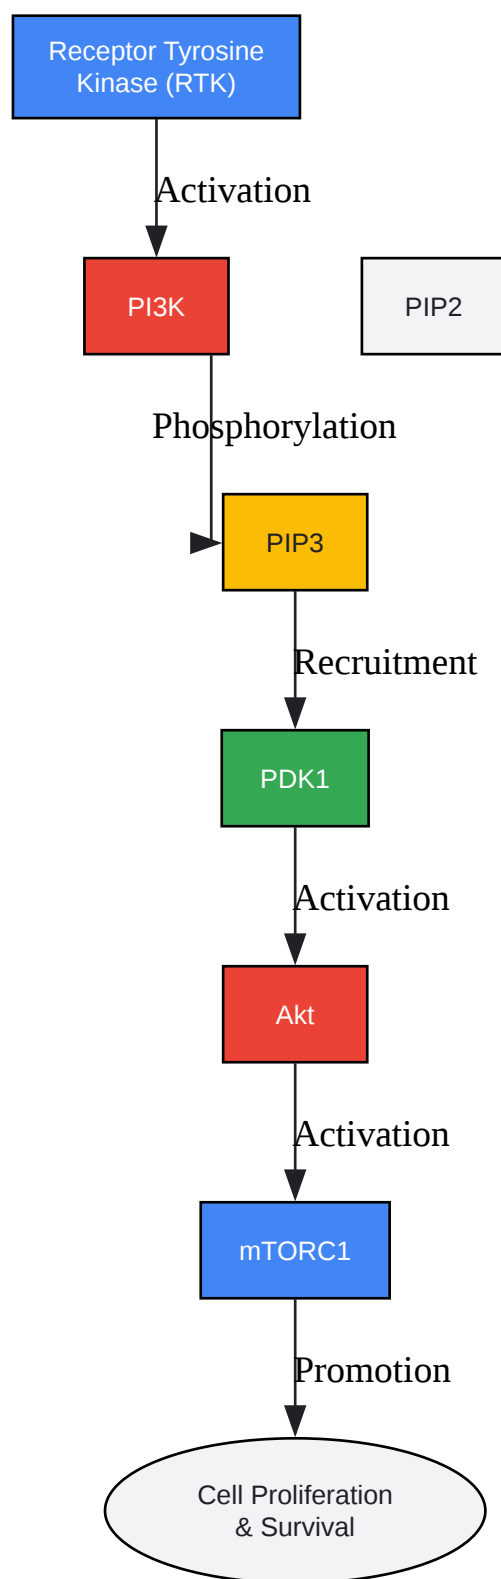 Receptor Tyrosine
Kinase (RTK)
Activation
PI3K
PIP2
Phosphorylation
PIP3
Recruitment
PDK1
Activation
Akt
Activation
mTORC1
Promotion
Cell Proliferation
& Survival